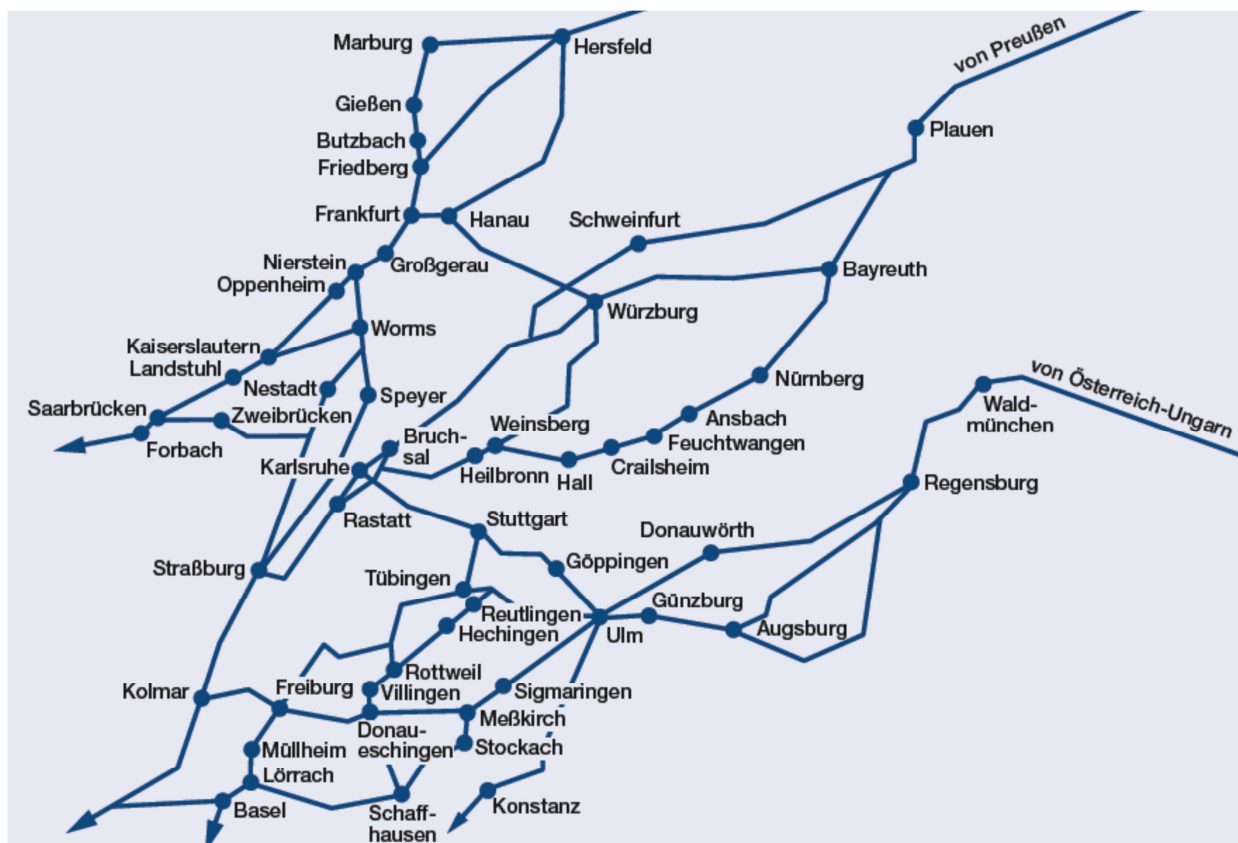 Marburg
Hersfeld
von Preußen
Gießen
Plauen
Butzbach
Friedberg
Frankfurt
Hanau
Schweinfurt
Großgerau
Nierstein
Bayreuth
Oppenheim
Würzburg
Worms
Kaiserslautern
Landstuhl
Nürnberg
von Österreich-Ungarn
Nestadt
Speyer
Wald-
münchen
Saarbrücken
Zweibrücken
Ansbach
Weinsberg
Bruch-
sal
Feuchtwangen
Forbach
Karlsruhe
Heilbronn
Crailsheim
Hall
Regensburg
Rastatt
Stuttgart
Donauwörth
Göppingen
Straßburg
Tübingen
Reutlingen
Günzburg
Hechingen
Ulm
Augsburg
Rottweil
Kolmar
Freiburg
Villingen
Sigmaringen
Meßkirch
Donau-
eschingen
Müllheim
Stockach
Lörrach
Basel
Schaff-
hausen
Konstanz